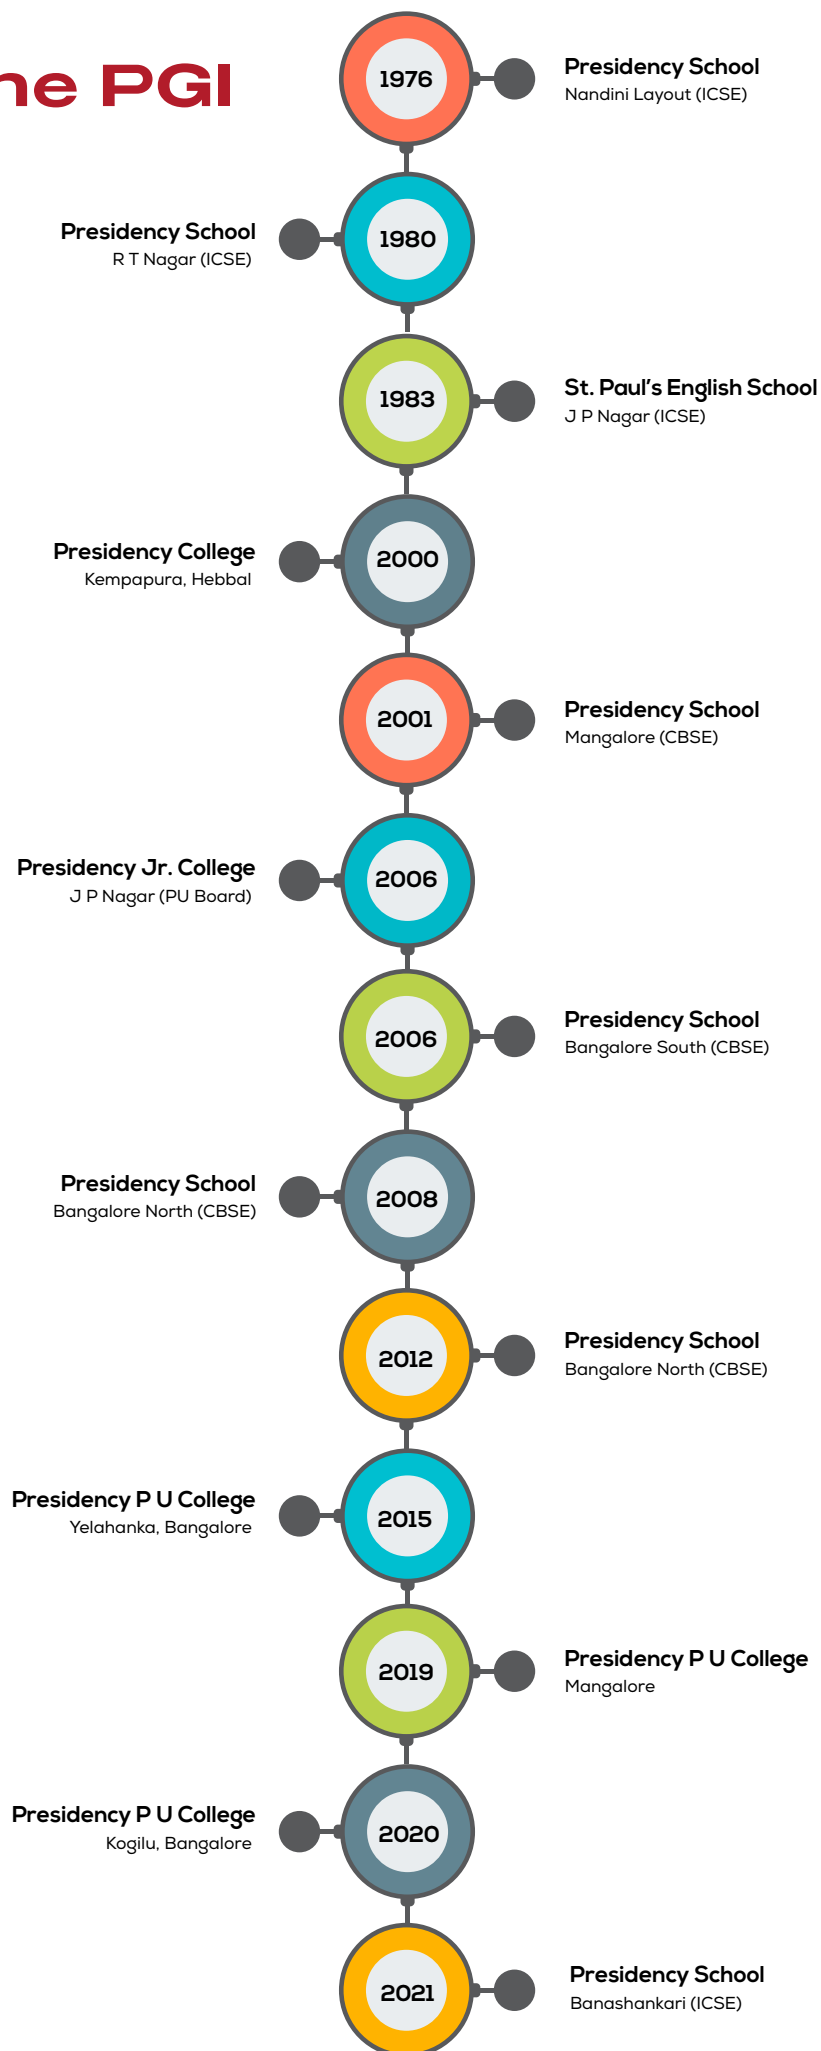 ne PGI
1976
Presidency School
Nandini Layout (ICSE)
Presidency School
R T Nagar (ICSE)
1980
1983
St. Paul's English School
J P Nagar (ICSE)
Presidency College
Kempapura, Hebbal
2000
2001
Presidency School
Mangalore (CBSE)
Presidency Jr. College
J P Nagar (PU Board)
2006
2006
Presidency School
Bangalore South (CBSE)
Presidency School
Bangalore North (CBSE)
2008
2012
Presidency School
Bangalore North (CBSE)
Presidency P U College
Yelahanka, Bangalore
2015
2019
Presidency P U College
Mangalore
Presidency P U College
Kogilu, Bangalore
2020
2021
Presidency School
Banashankari (ICSE)